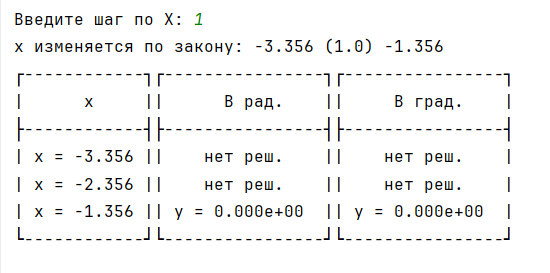 Введите шаг по X: 1
x изменяется по закону: -3.356 (1.0) -1.356
x В рад. В град.
x = -3.356 нет реш. нет реш.
x = -2.356 нет реш. нет реш.
x = -1.356 y = 0.000e+00 y = 0.000e+00